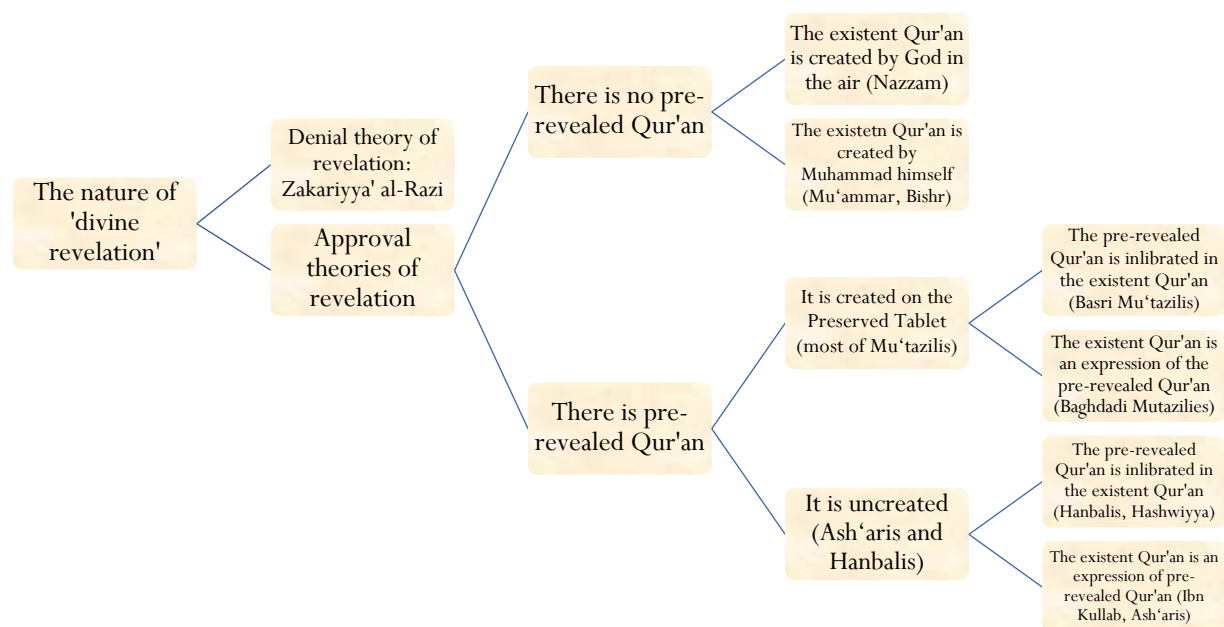 The nature of
'divine
revelation'
Denial theory of
revelation:
Zakariyya' al-Razi
Approval
theories of
revelation
There is no pre-
revealed Qur'an
The existent Qur'an
is created by God in
the air (Nazzam)
The existetn Qur'an is
created by
Muhammad himself
(Mu‘ammar, Bishr)
There is pre-
revealed Qur'an
It is created on the
Preserved Tablet
(most of Mu‘tazilis)
The pre-revealed
Qur'an is inlibrated in
the existent Qur'an
(Basri Mu‘tazilis)
The existent Qur'an is
an expression of the
pre-revealed Qur'an
(Baghdadi Mutazilies)
It is uncreated
(Ash‘aris and
Hanbalis)
The pre-revealed
Qur'an is inlibrated in
the existent Qur'an
(Hanbalis, Hashwiyya)
The existent Qur'an is an
expression of pre-
revealed Qur'an (Ibn
Kullab, Ash‘aris)